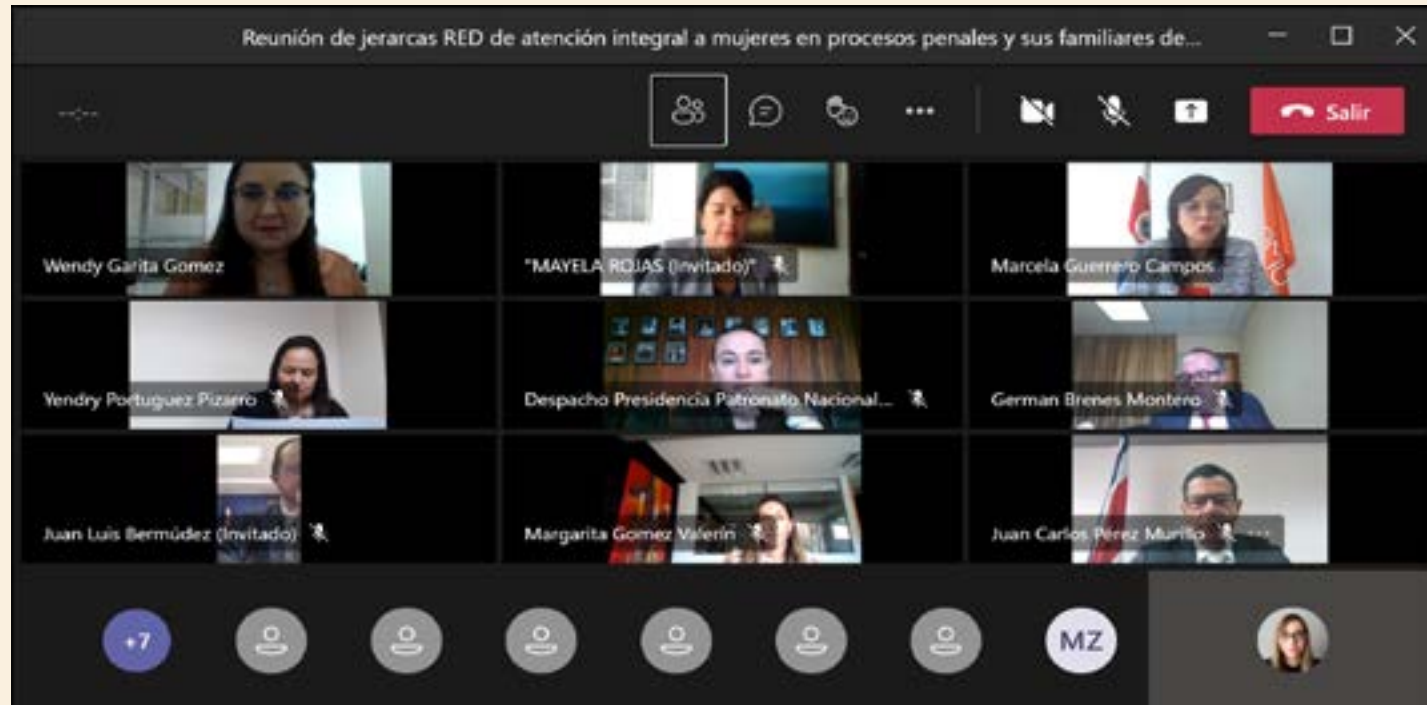 Reunión de jerarcas RED de atención integral a mujeres en procesos penales y sus familiares de...
--:--
Salir
Wendy Garita Gomez
"MAYELA ROJAS (Invitado)"
Marcela Guerrero Campos
Yendry Portuguez Pizarro
Despacho Presidencia Patronato Nacional...
German Brenes Montero
Juan Luis Bermúdez (Invitado)
Margarita Gomez Valerin
Juan Carlos Pérez Murillo
+7
MZ